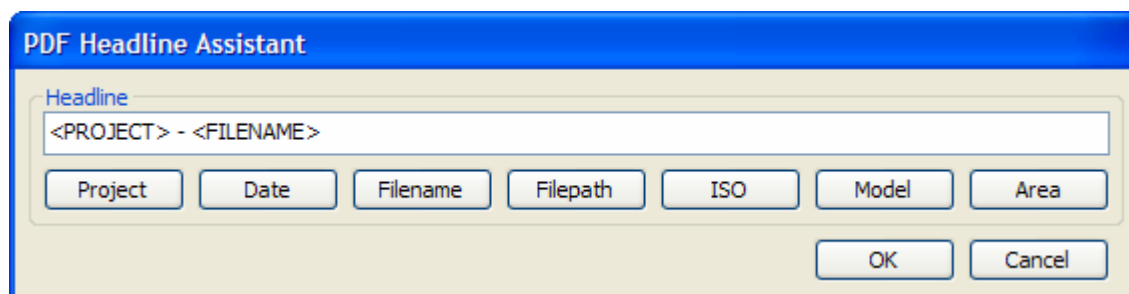 PDF Headline Assistant
Headline
<PROJECT> - <FILENAME>
Project Date Filename Filepath ISO Model Area
OK Cancel